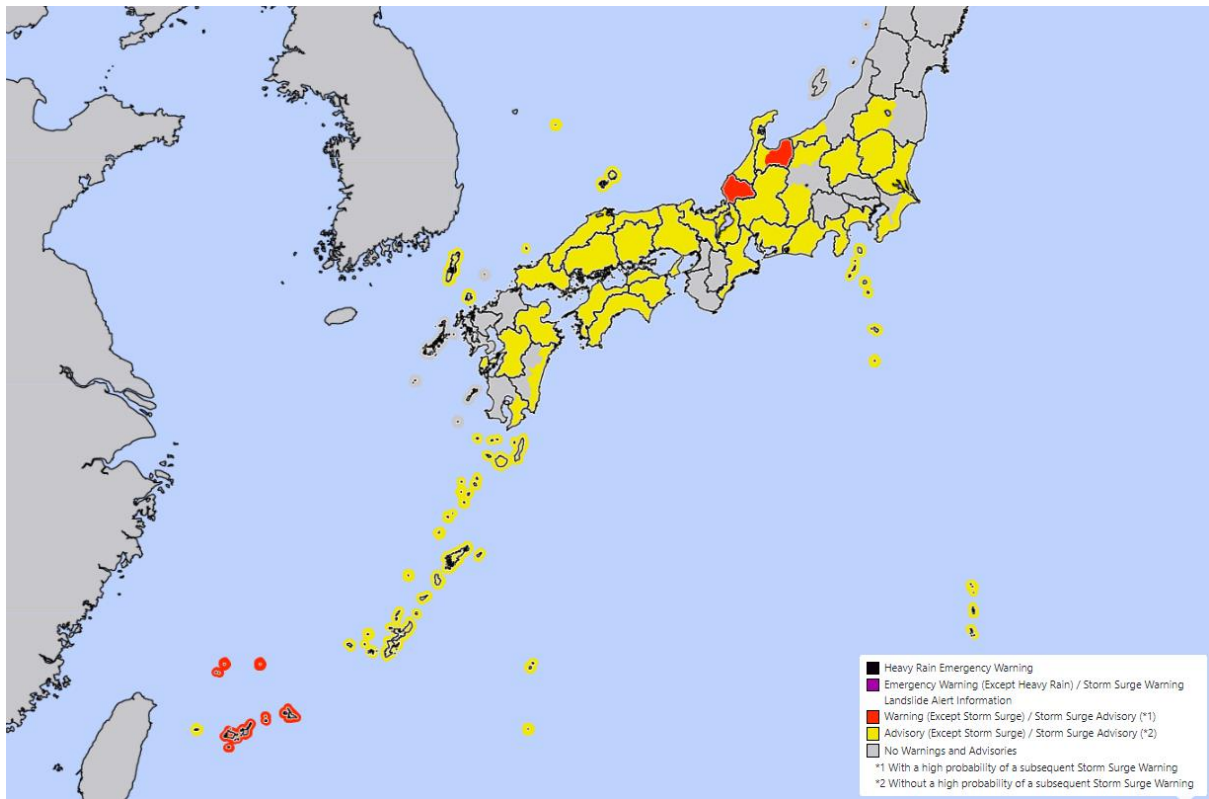 Heavy Rain Emergency Warning
Emergency Warning (Except Heavy Rain) / Storm Surge Warning
Landslide Alert Information
Warning (Except Storm Surge) / Storm Surge Advisory (*1)
Advisory (Except Storm Surge) / Storm Surge Advisory (*2)
No Warnings and Advisories
*1 With a high probability of a subsequent Storm Surge Warning
*2 Without a high probability of a subsequent Storm Surge Warning